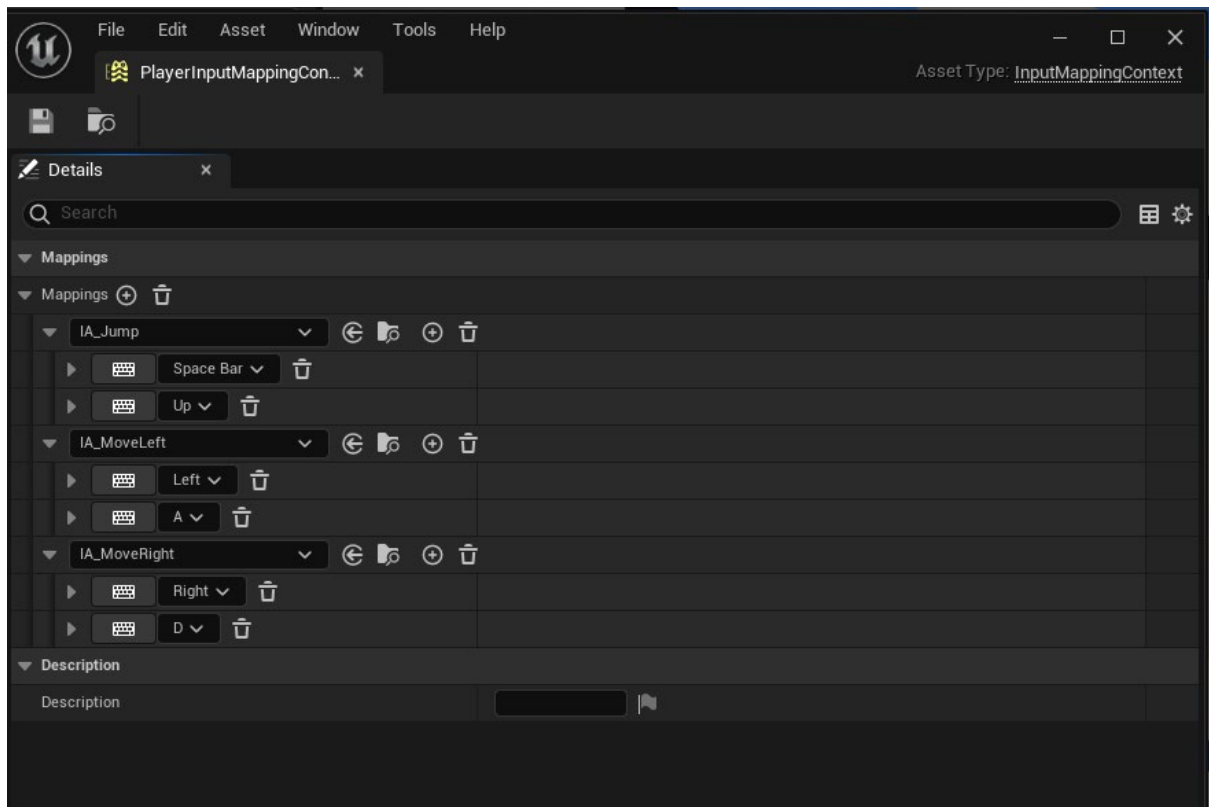 File Edit Asset Window Tools Help
PlayerInputMappingCon...
Asset Type: InputMappingContext
Details
Search
Mappings
Mappings
IA_Jump
Space Bar
Up
IA_MoveLeft
Left
A
IA_MoveRight
Right
D
Description
Description